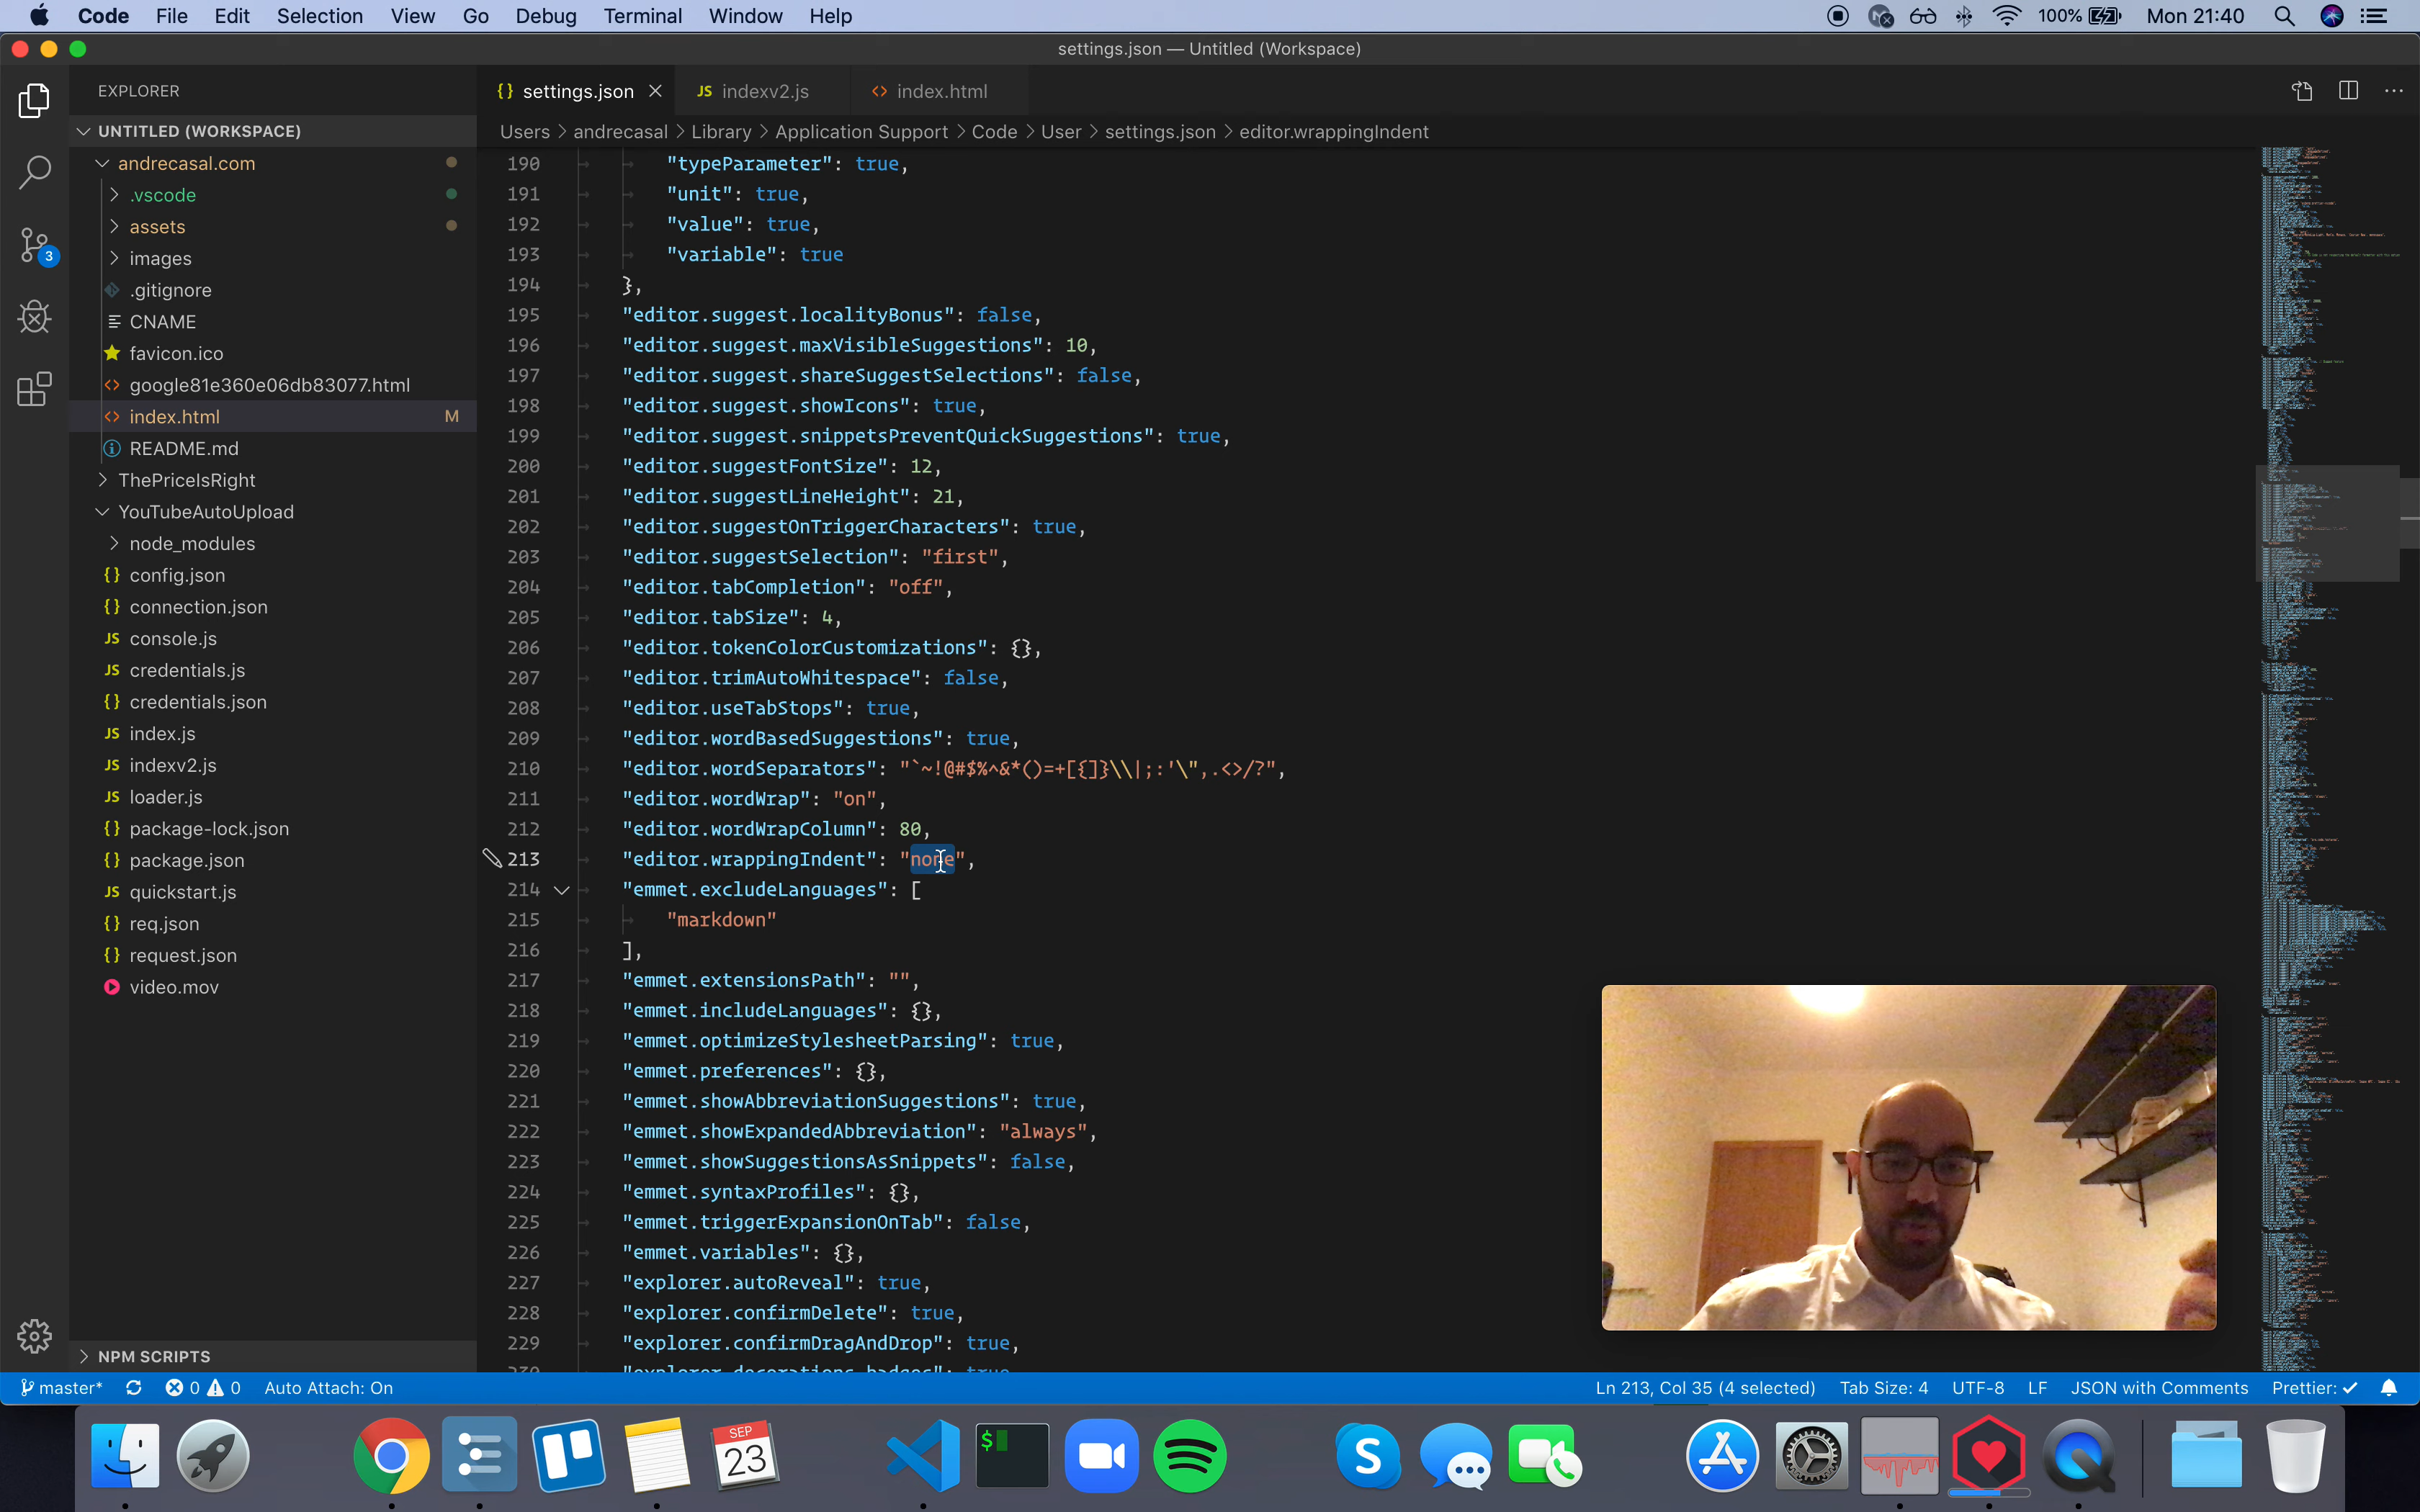 Code File Edit Selection View Go Debug Terminal Window Help 100% Mon 21:40
settings.json — Untitled (Workspace)
EXPLORER
UNTITLED (WORKSPACE)
andrecasal.com
.vscode
assets
images
.gitignore
CNAME
favicon.ico
google81e360e06db83077.html
index.html M
README.md
ThePriceIsRight
YouTubeAutoUpload
node_modules
{} config.json
{} connection.json
JS console.js
JS credentials.js
{} credentials.json
JS index.js
JS indexv2.js
JS loader.js
{} package-lock.json
{} package.json
JS quickstart.js
{} req.json
{} request.json
video.mov
NPM SCRIPTS
3
{} settings.json JS indexv2.js <> index.html
Users > andrecasal > Library > Application Support > Code > User > settings.json > editor.wrappingIndent
190 "typeParameter": true,
191 "unit": true,
192 "value": true,
193 "variable": true
194 },
195 "editor.suggest.localityBonus": false,
196 "editor.suggest.maxVisibleSuggestions": 10,
197 "editor.suggest.shareSuggestSelections": false,
198 "editor.suggest.showIcons": true,
199 "editor.suggest.snippetsPreventQuickSuggestions": true,
200 "editor.suggestFontSize": 12,
201 "editor.suggestLineHeight": 21,
202 "editor.suggestOnTriggerCharacters": true,
203 "editor.suggestSelection": "first",
204 "editor.tabCompletion": "off",
205 "editor.tabSize": 4,
206 "editor.tokenColorCustomizations": {},
207 "editor.trimAutoWhitespace": false,
208 "editor.useTabStops": true,
209 "editor.wordBasedSuggestions": true,
210 "editor.wordSeparators": "`~!@#$%^&*()=+[{]}\\|;:'\",.<>/?",
211 "editor.wordWrap": "on",
212 "editor.wordWrapColumn": 80,
213 "editor.wrappingIndent": "none",
214 "emmet.excludeLanguages": [
215 "markdown"
216 ],
217 "emmet.extensionsPath": "",
218 "emmet.includeLanguages": {},
219 "emmet.optimizeStylesheetParsing": true,
220 "emmet.preferences": {},
221 "emmet.showAbbreviationSuggestions": true,
222 "emmet.showExpandedAbbreviation": "always",
223 "emmet.showSuggestionsAsSnippets": false,
224 "emmet.syntaxProfiles": {},
225 "emmet.triggerExpansionOnTab": false,
226 "emmet.variables": {},
227 "explorer.autoReveal": true,
228 "explorer.confirmDelete": true,
229 "explorer.confirmDragAndDrop": true,
230 "explorer.decorations.badges": true
master* 0 0 Auto Attach: On Ln 213, Col 35 (4 selected) Tab Size: 4 UTF-8 LF JSON with Comments Prettier: ✓
SEP
23
$
S